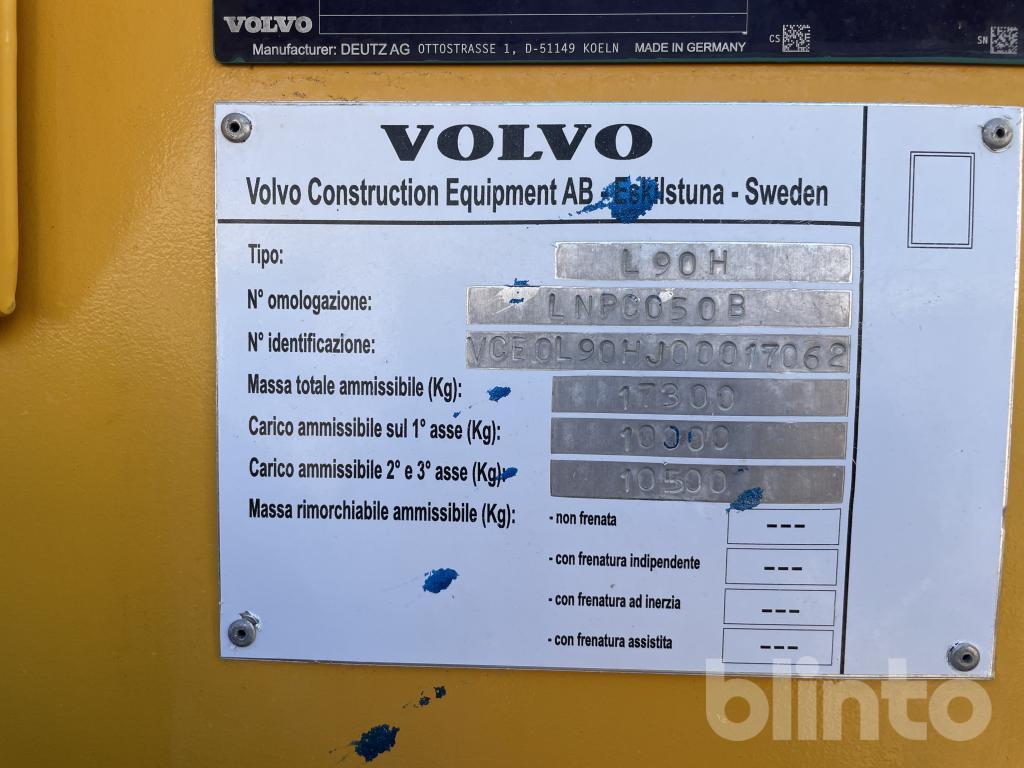 VOLVO
Manufacturer: DEUTZ AG OTTOSTRASSE 1, D-51149 KOELN MADE IN GERMANY
CS
SN
VOLVO
Volvo Construction Equipment AB - Eskilstuna - Sweden
Tipo: L90H
N° omologazione: LNPC050B
N° identificazione: VCE0L90HJ00017062
Massa totale ammissibile (Kg): 17300
Carico ammissibile sul 1° asse (Kg): 10000
Carico ammissibile 2° e 3° asse (Kg): 10500
Massa rimorchiabile ammissibile (Kg): - non frenata ---
- con frenatura indipendente ---
- con frenatura ad inerzia ---
- con frenatura assistita ---
blinto